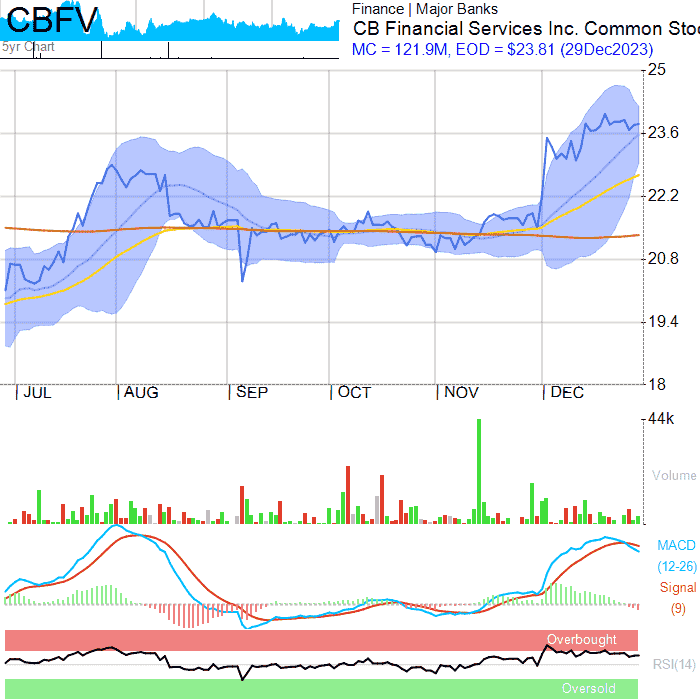 CBFV
5yr Chart
Finance | Major Banks
CB Financial Services Inc. Common Stoc
MC = 121.9M, EOD = $23.81 (29Dec2023)
25
23.6
22.2
20.8
19.4
18
JUL
AUG
SEP
OCT
NOV
DEC
44k
Volume
MACD
(12-26)
Signal
(9)
Overbought
RSI(14)
Oversold